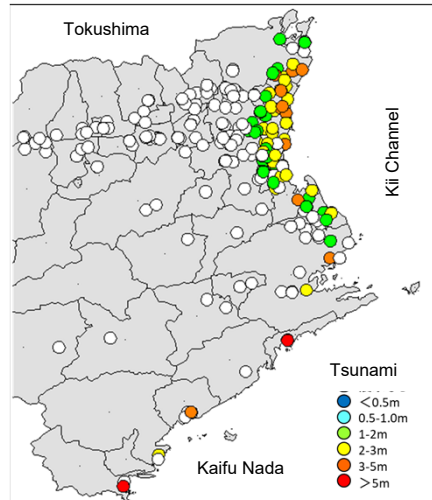 Tokushima
Kii Channel
Tsunami
<0.5m
0.5-1.0m
1-2m
2-3m
3-5m
>5m
Kaifu Nada